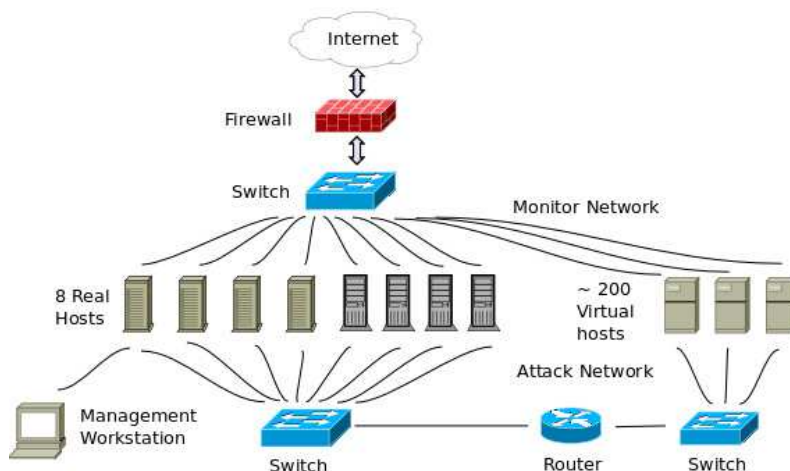 Internet
Firewall
Switch
Monitor Network
8 Real
Hosts
~ 200
Virtual
hosts
Attack Network
Management
Workstation
Switch
Router
Switch